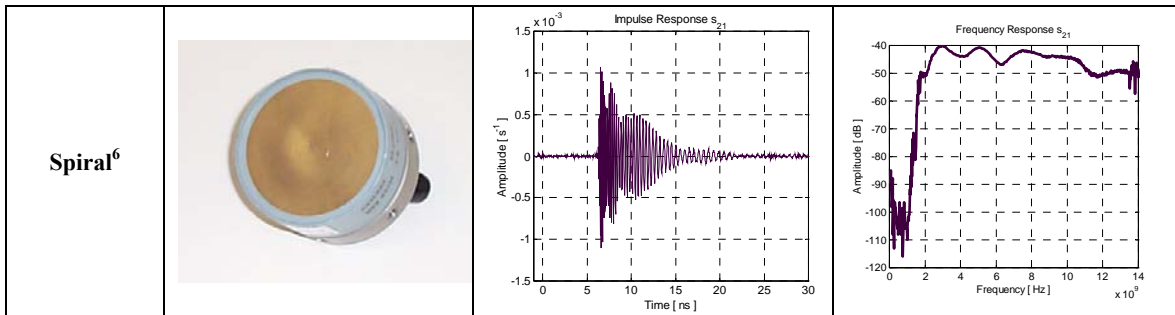 Spiral⁶
x 10⁻³
Impulse Response s₂₁
1.5
1
0.5
0
-0.5
-1
-1.5
Amplitude [ s⁻¹ ]
0 5 10 15 20 25 30
Time [ ns ]
Frequency Response s₂₁
-40
-50
-60
-70
-80
-90
-100
-110
-120
Amplitude [ dB ]
0 2 4 6 8 10 12 14
Frequency [ Hz ]
x 10⁹